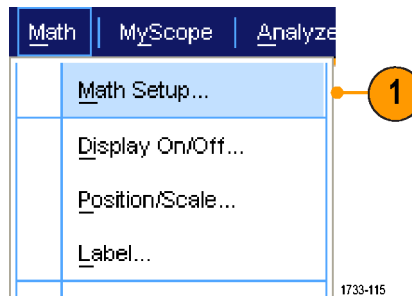 Math | MyScope | Analyze
Math Setup...
1
Display On/Off...
Position/Scale...
Label...
1733-115